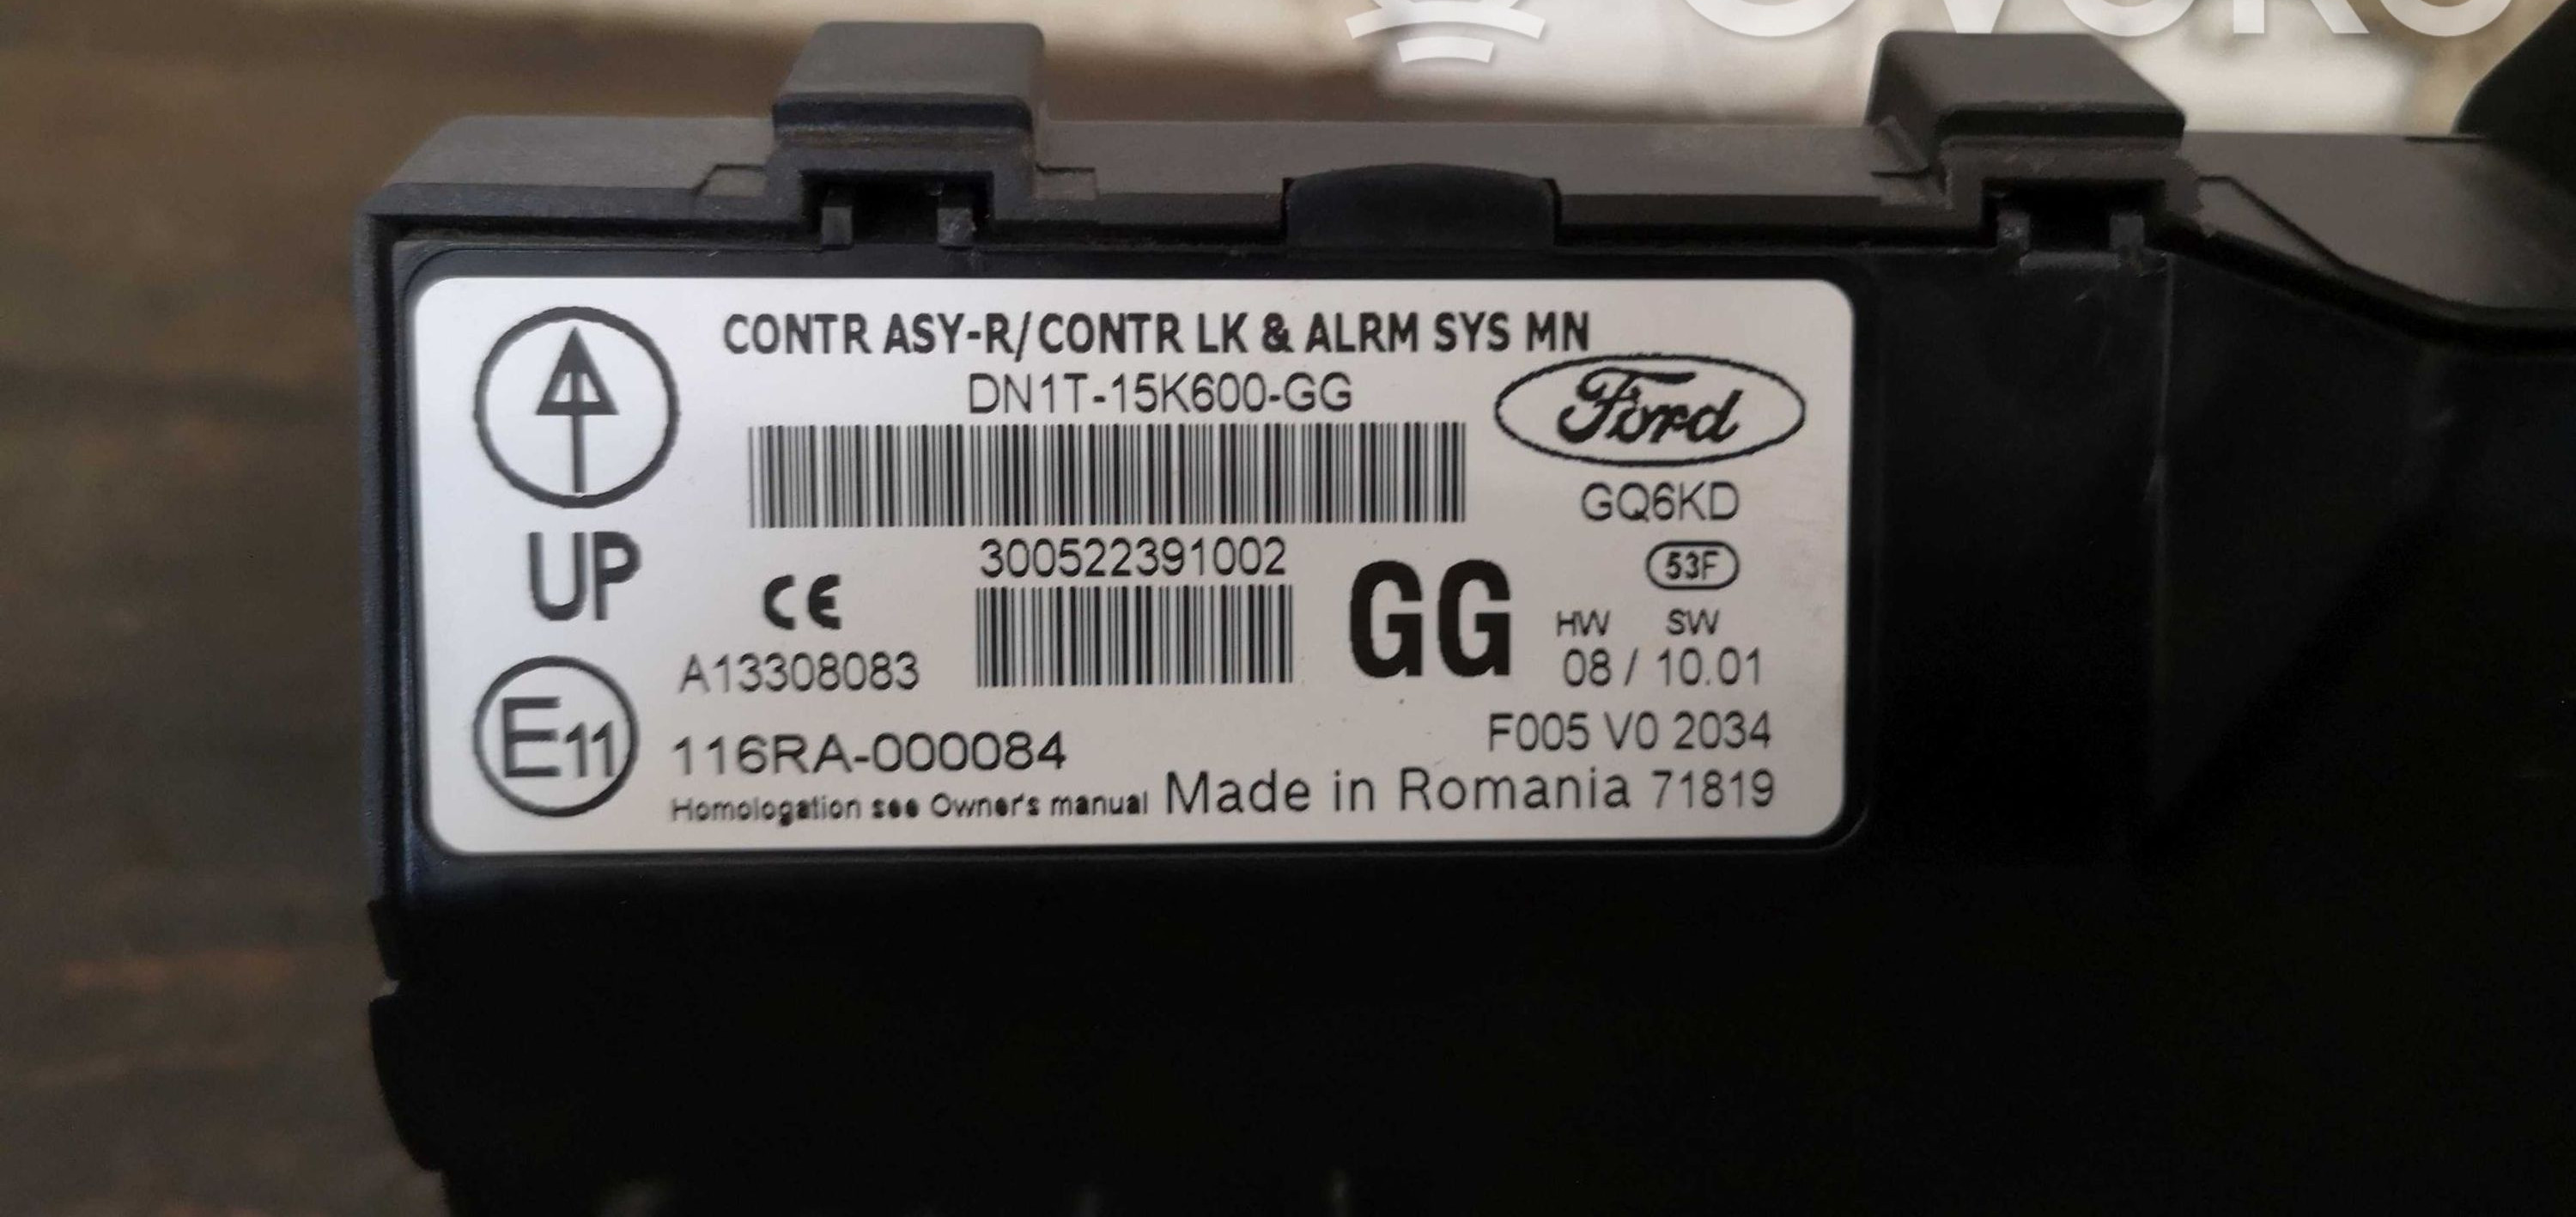 CONTR ASY-R/CONTR LK & ALRM SYS MN
DN1T-15K600-GG
Ford
GQ6KD
UP
CE
300522391002
GG
53F
HW SW
08 / 10.01
A13308083
E11
116RA-000084
F005 V0 2034
Homologation see Owner's manual Made in Romania 71819